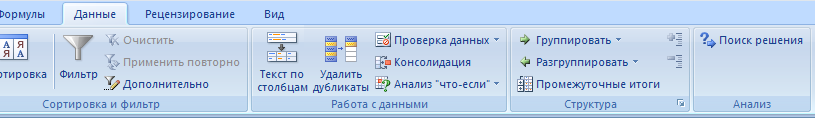 Формулы Данные Рецензирование Вид
Сортировка Фильтр Очистить Применить повторно Дополнительно
Сортировка и фильтр
Текст по столбцам Удалить дубликаты Проверка данных Консолидация Анализ "что-если"
Работа с данными
Группировать Разгруппировать Промежуточные итоги
Структура
Поиск решения
Анализ